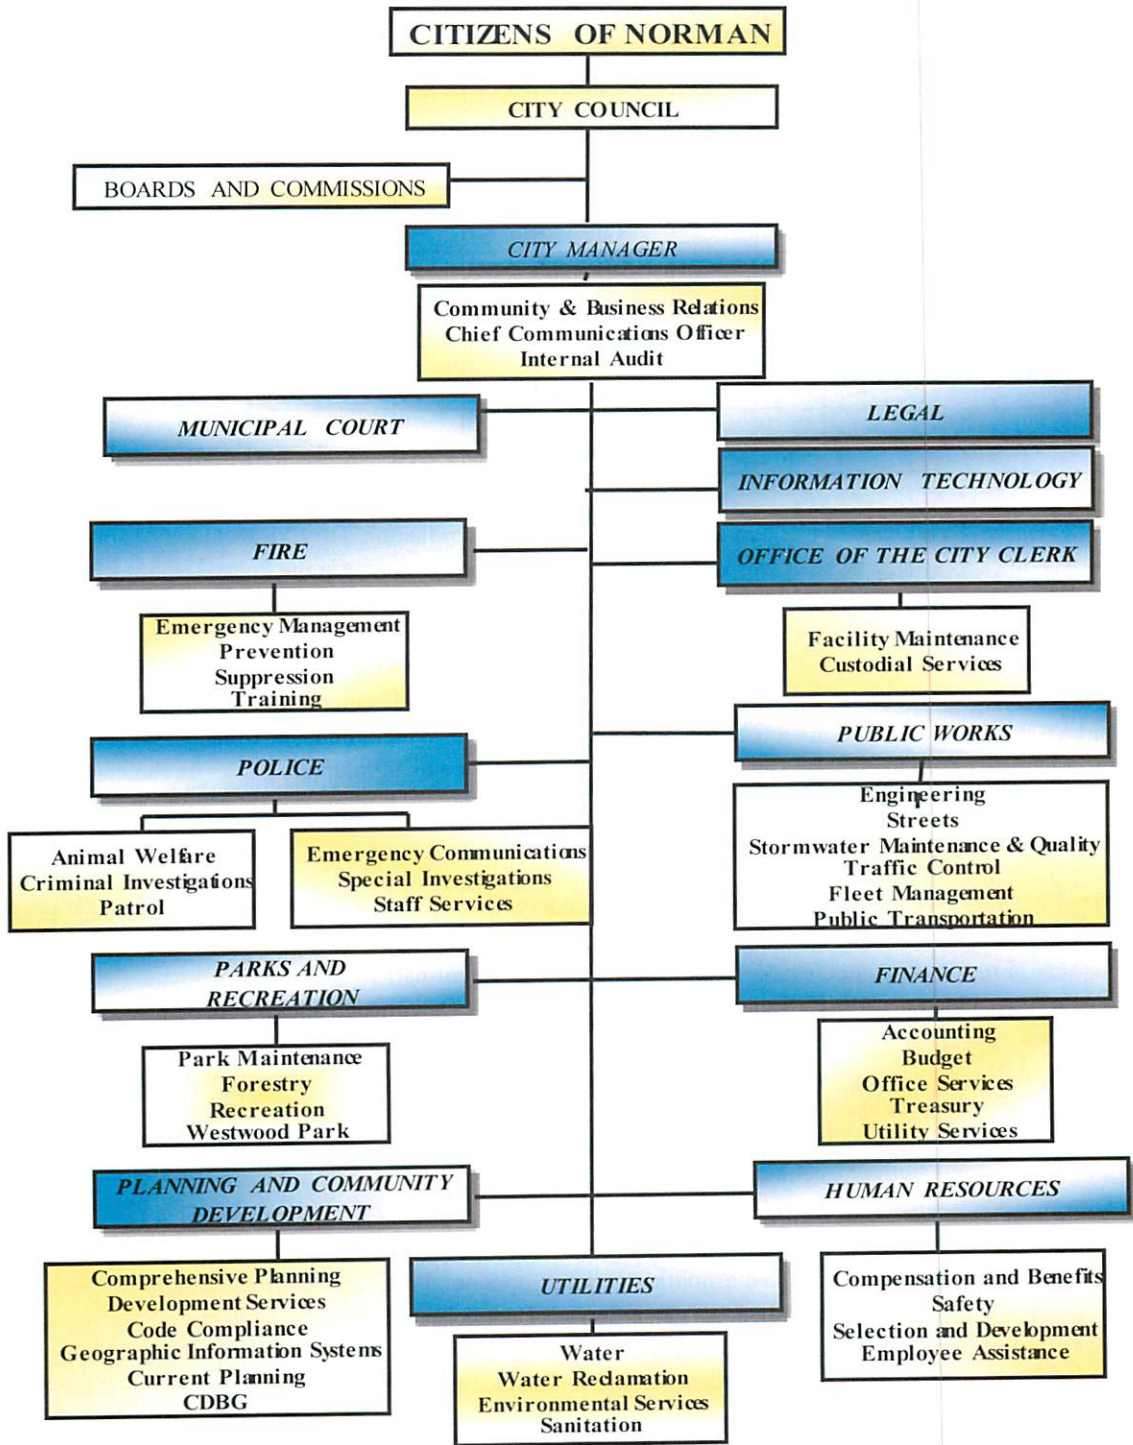 CITIZENS OF NORMAN
CITY COUNCIL
BOARDS AND COMMISSIONS
CITY MANAGER
Community & Business Relations
Chief Communications Officer
Internal Audit
MUNICIPAL COURT
LEGAL
INFORMATION TECHNOLOGY
FIRE
OFFICE OF THE CITY CLERK
Emergency Management
Prevention
Suppression
Training
Facility Maintenance
Custodial Services
POLICE
PUBLIC WORKS
Animal Welfare
Criminal Investigations
Patrol
Emergency Communications
Special Investigations
Staff Services
Engineering
Streets
Stormwater Maintenance & Quality
Traffic Control
Fleet Management
Public Transportation
PARKS AND
RECREATION
FINANCE
Park Maintenance
Forestry
Recreation
Westwood Park
Accounting
Budget
Office Services
Treasury
Utility Services
PLANNING AND COMMUNITY
DEVELOPMENT
HUMAN RESOURCES
Comprehensive Planning
Development Services
Code Compliance
Geographic Information Systems
Current Planning
CDBG
UTILITIES
Water
Water Reclamation
Environmental Services
Sanitation
Compensation and Benefits
Safety
Selection and Development
Employee Assistance